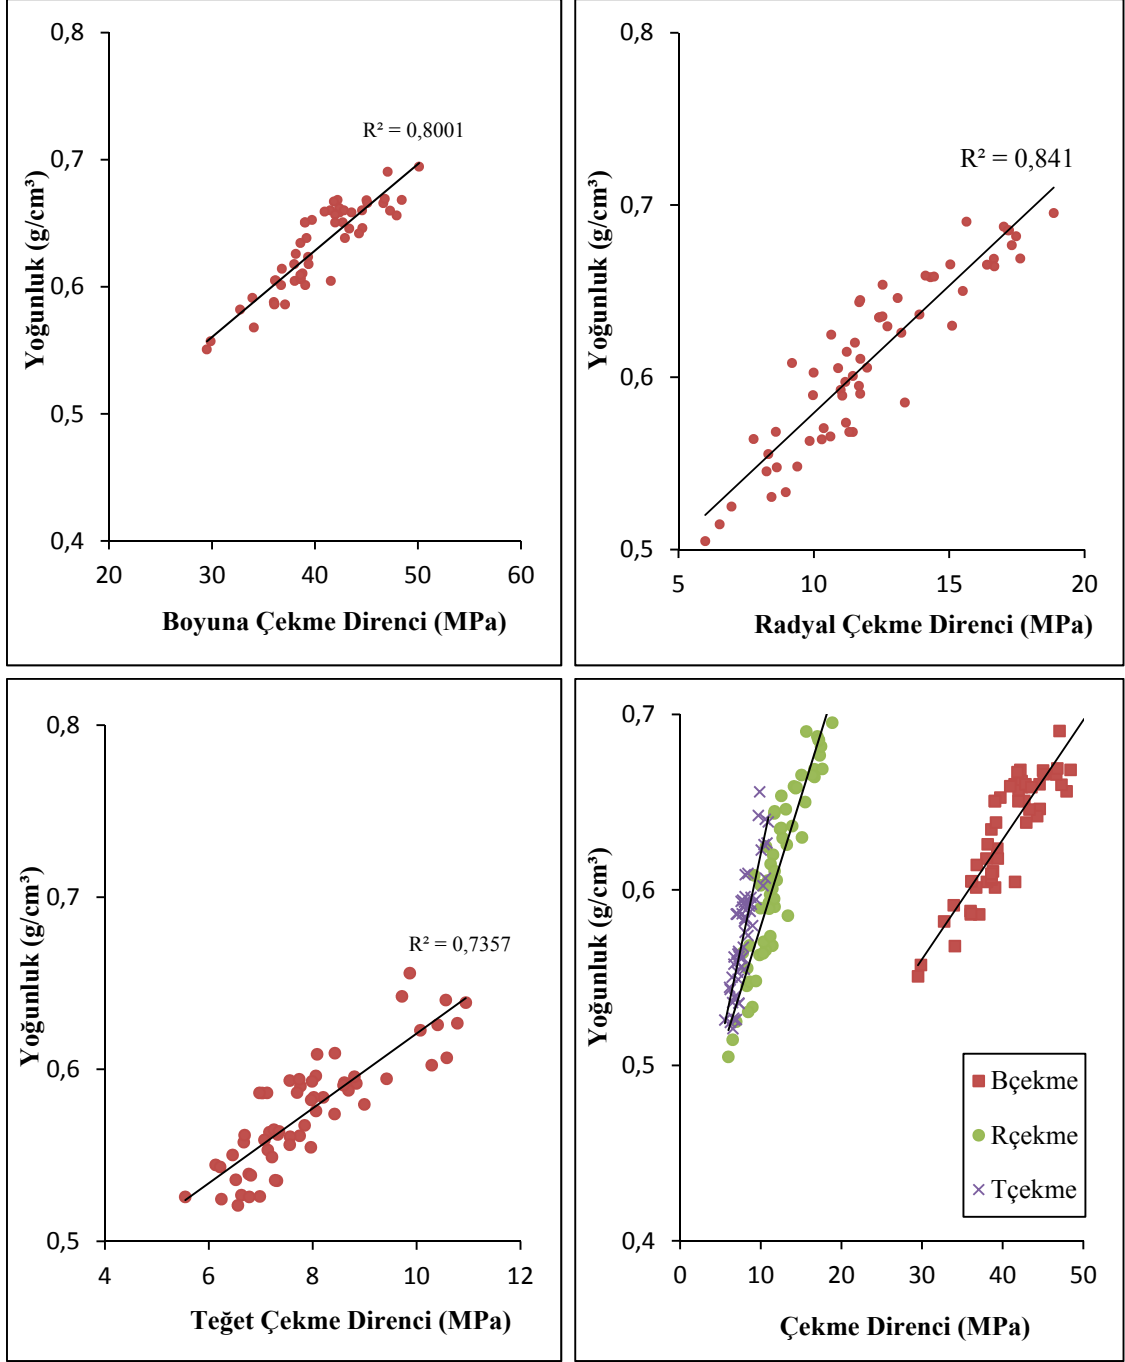 0,8
0,7
0,6
0,5
0,4
20 30 40 50 60
Yoğunluk (g/cm³)
Boyuna Çekme Direnci (MPa)
R² = 0,8001
0,8
0,7
0,6
0,5
5 10 15 20
Yoğunluk (g/cm³)
Radyal Çekme Direnci (MPa)
R² = 0,841
0,8
0,7
0,6
0,5
4 6 8 10 12
Yoğunluk (g/cm³)
Teğet Çekme Direnci (MPa)
R² = 0,7357
0,7
0,6
0,5
0,4
0 10 20 30 40 50
Yoğunluk (g/cm³)
Çekme Direnci (MPa)
Bçekme
Rçekme
Tçekme